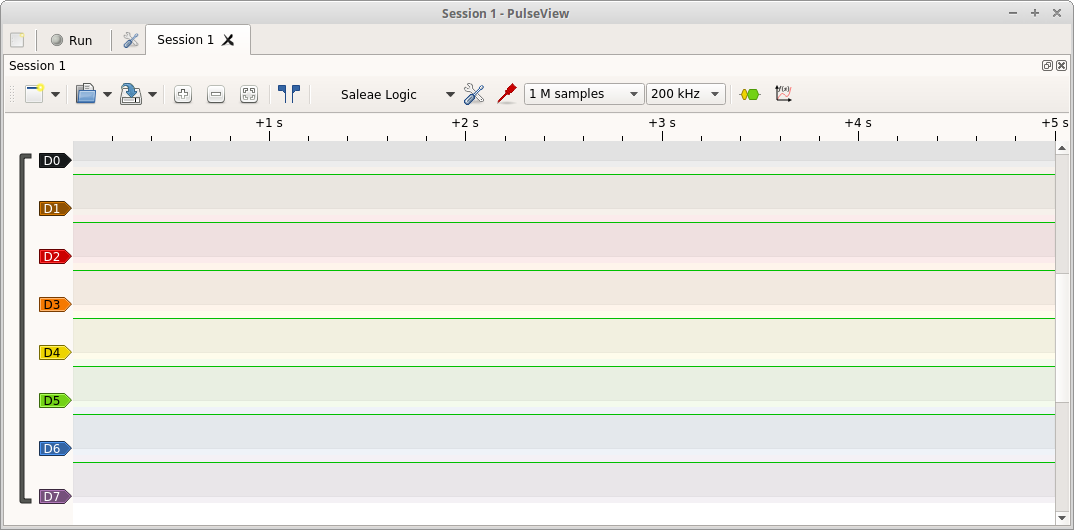 Session 1 - PulseView
Run
Session 1
Session 1
Saleae Logic
1 M samples
200 kHz
f(x)
+1 s +2 s +3 s +4 s +5 s
D0
D1
D2
D3
D4
D5
D6
D7